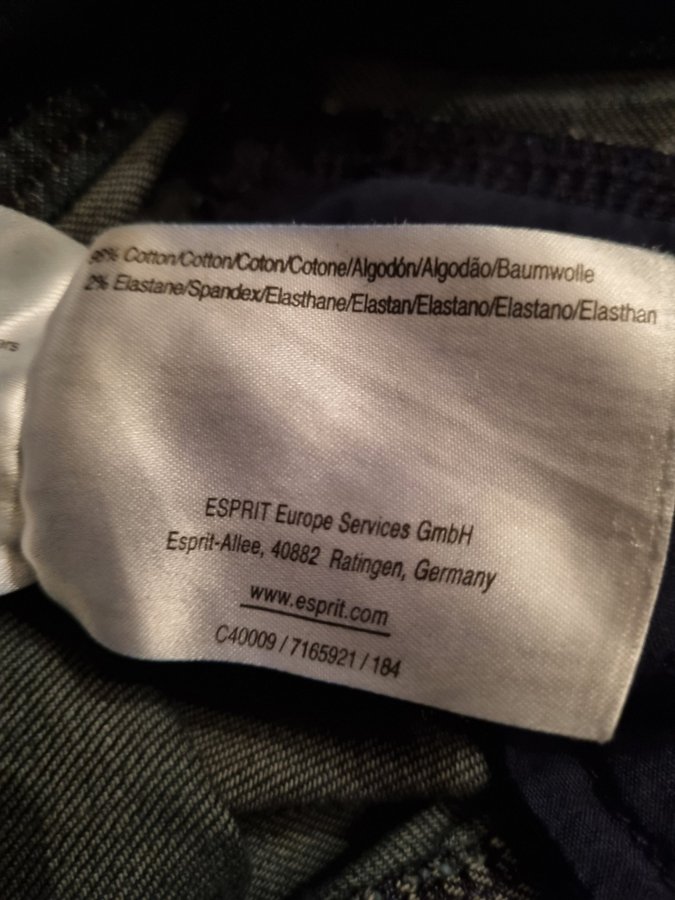 98% Cotton/Cotton/Coton/Cotone/Algodón/Algodão/Baumwolle
2% Elastane/Spandex/Elasthane/Elastan/Elastano/Elastano/Elasthan
ESPRIT Europe Services GmbH
Esprit-Allee, 40882 Ratingen, Germany
www.esprit.com
C40009 / 7165921 / 184